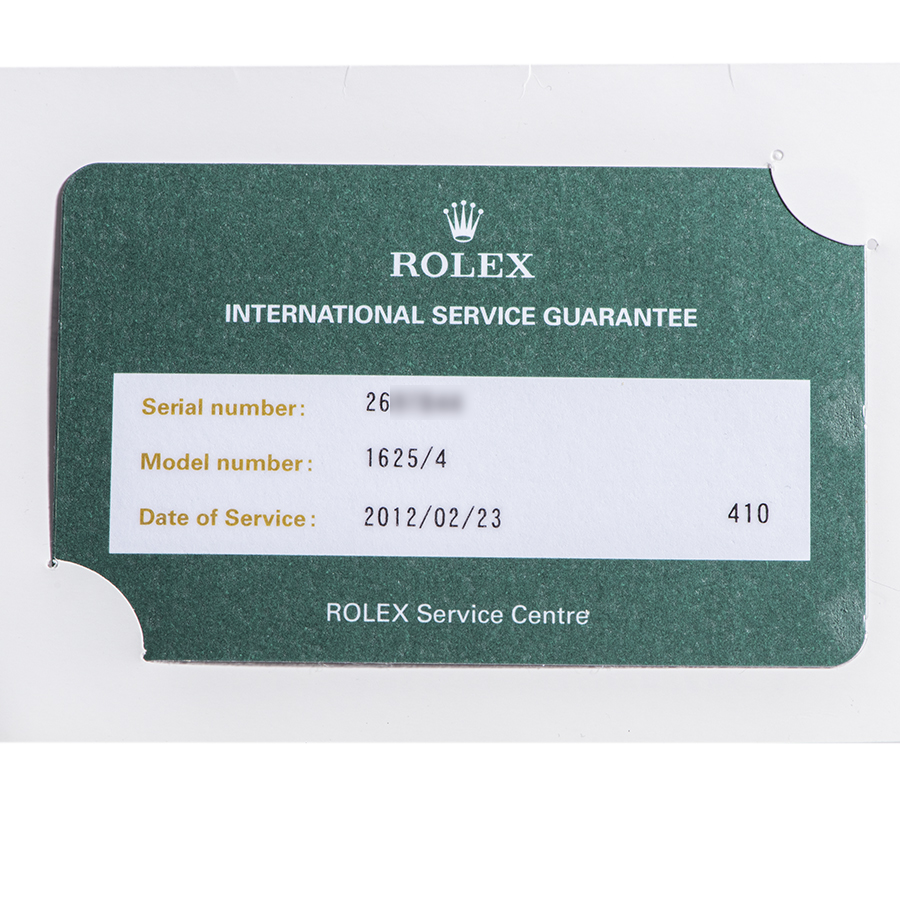 ROLEX
INTERNATIONAL SERVICE GUARANTEE
Serial number: 26
Model number: 1625/4
Date of Service: 2012/02/23 410
ROLEX Service Centre